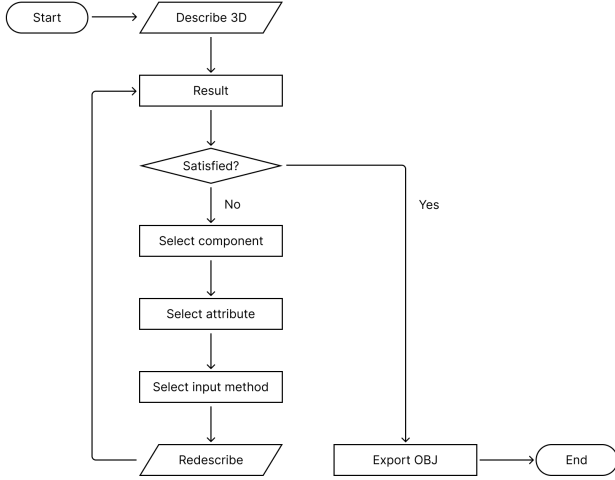 Start
Describe 3D
Result
Satisfied?
No
Yes
Select component
Select attribute
Select input method
Redescribe
Export OBJ
End